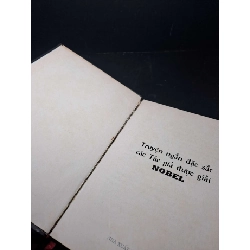 Truyện ngắn đặc sắc
các Tác giả được giải
NOBEL